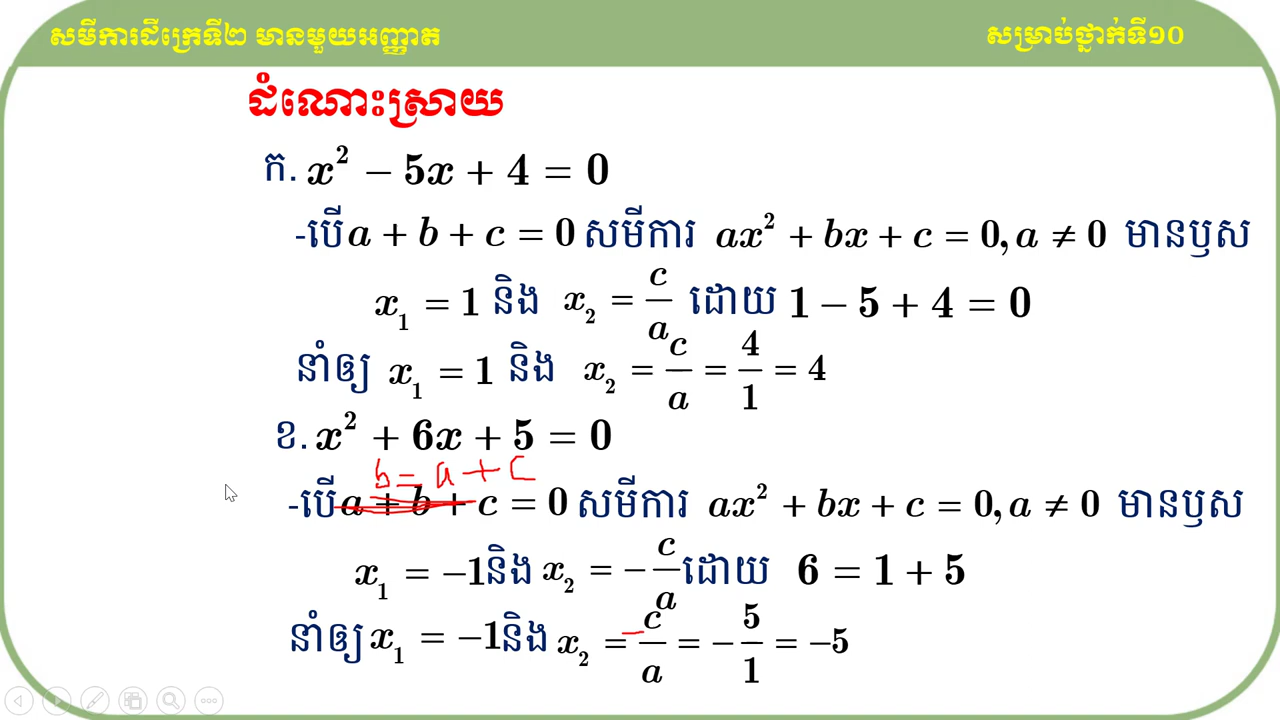 សមីការដឺក្រេទី២ មានមួយអញ្ញាត
សម្រាប់ថ្នាក់ទី១០
ដំណោះស្រាយ
ក. x² − 5x + 4 = 0
-បើ a + b + c = 0 សមីការ ax² + bx + c = 0, a ≠ 0 មានឫស
x₁ = 1 និង x₂ = c/a ដោយ 1 − 5 + 4 = 0
នាំឲ្យ x₁ = 1 និង x₂ = c/a = 4/1 = 4
ខ. x² + 6x + 5 = 0
b = a + c
-បើ a + b + c = 0 សមីការ ax² + bx + c = 0, a ≠ 0 មានឫស
x₁ = −1 និង x₂ = − c/a ដោយ 6 = 1 + 5
នាំឲ្យ x₁ = −1 និង x₂ = − c/a = − 5/1 = −5